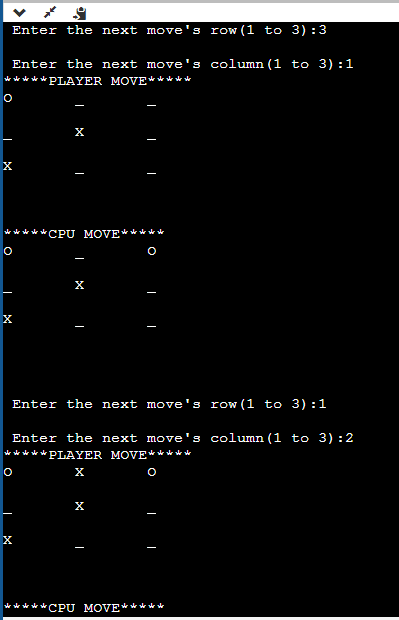 Enter the next move's row(1 to 3):3
Enter the next move's column(1 to 3):1
*****PLAYER MOVE*****
O _ _
_ X _
X _ _
*****CPU MOVE*****
O _ O
_ X _
X _ _
Enter the next move's row(1 to 3):1
Enter the next move's column(1 to 3):2
*****PLAYER MOVE*****
O X O
_ X _
X _ _
*****CPU MOVE*****